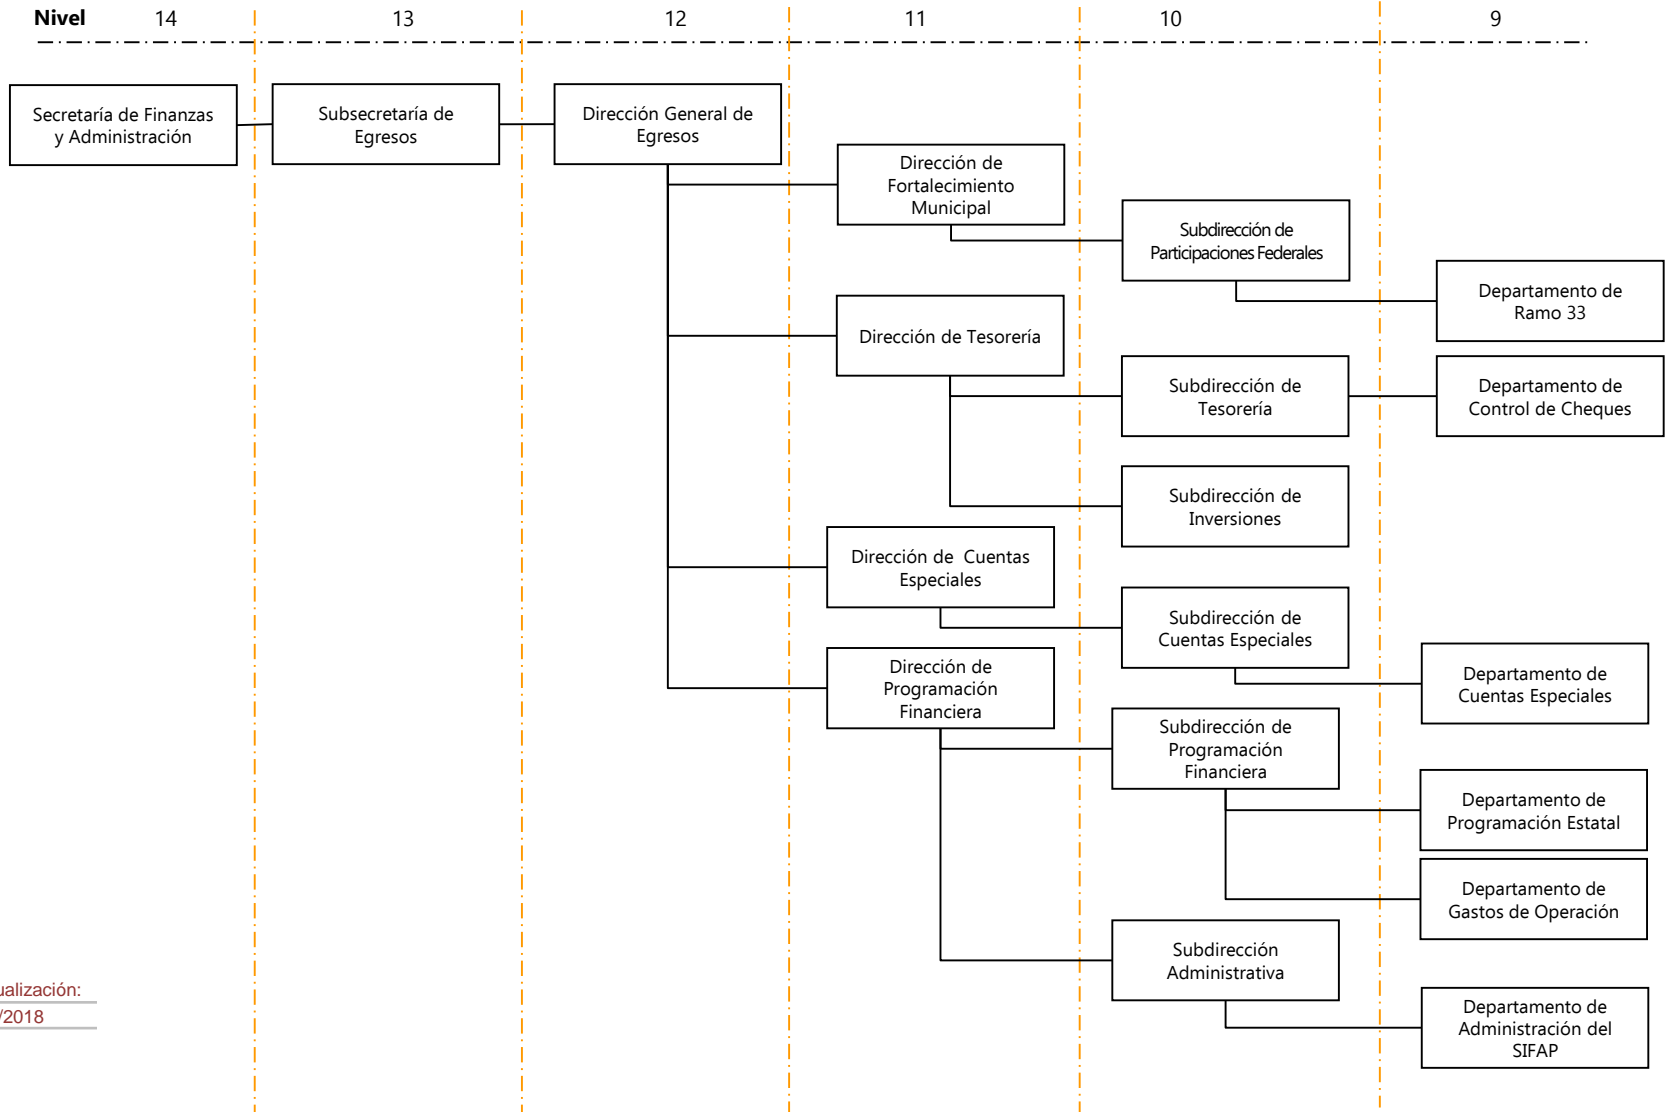 Nivel 14 13 12 11 10 9
Secretaría de Finanzas
y Administración
Subsecretaría de
Egresos
Dirección General de
Egresos
Dirección de
Fortalecimiento
Municipal
Subdirección de
Participaciones Federales
Departamento de
Ramo 33
Dirección de Tesorería
Subdirección de
Tesorería
Departamento de
Control de Cheques
Subdirección de
Inversiones
Dirección de Cuentas
Especiales
Subdirección de
Cuentas Especiales
Departamento de
Cuentas Especiales
Dirección de
Programación
Financiera
Subdirección de
Programación
Financiera
Departamento de
Programación Estatal
Departamento de
Gastos de Operación
Subdirección
Administrativa
Departamento de
Administración del
SIFAP
ualización:
/2018